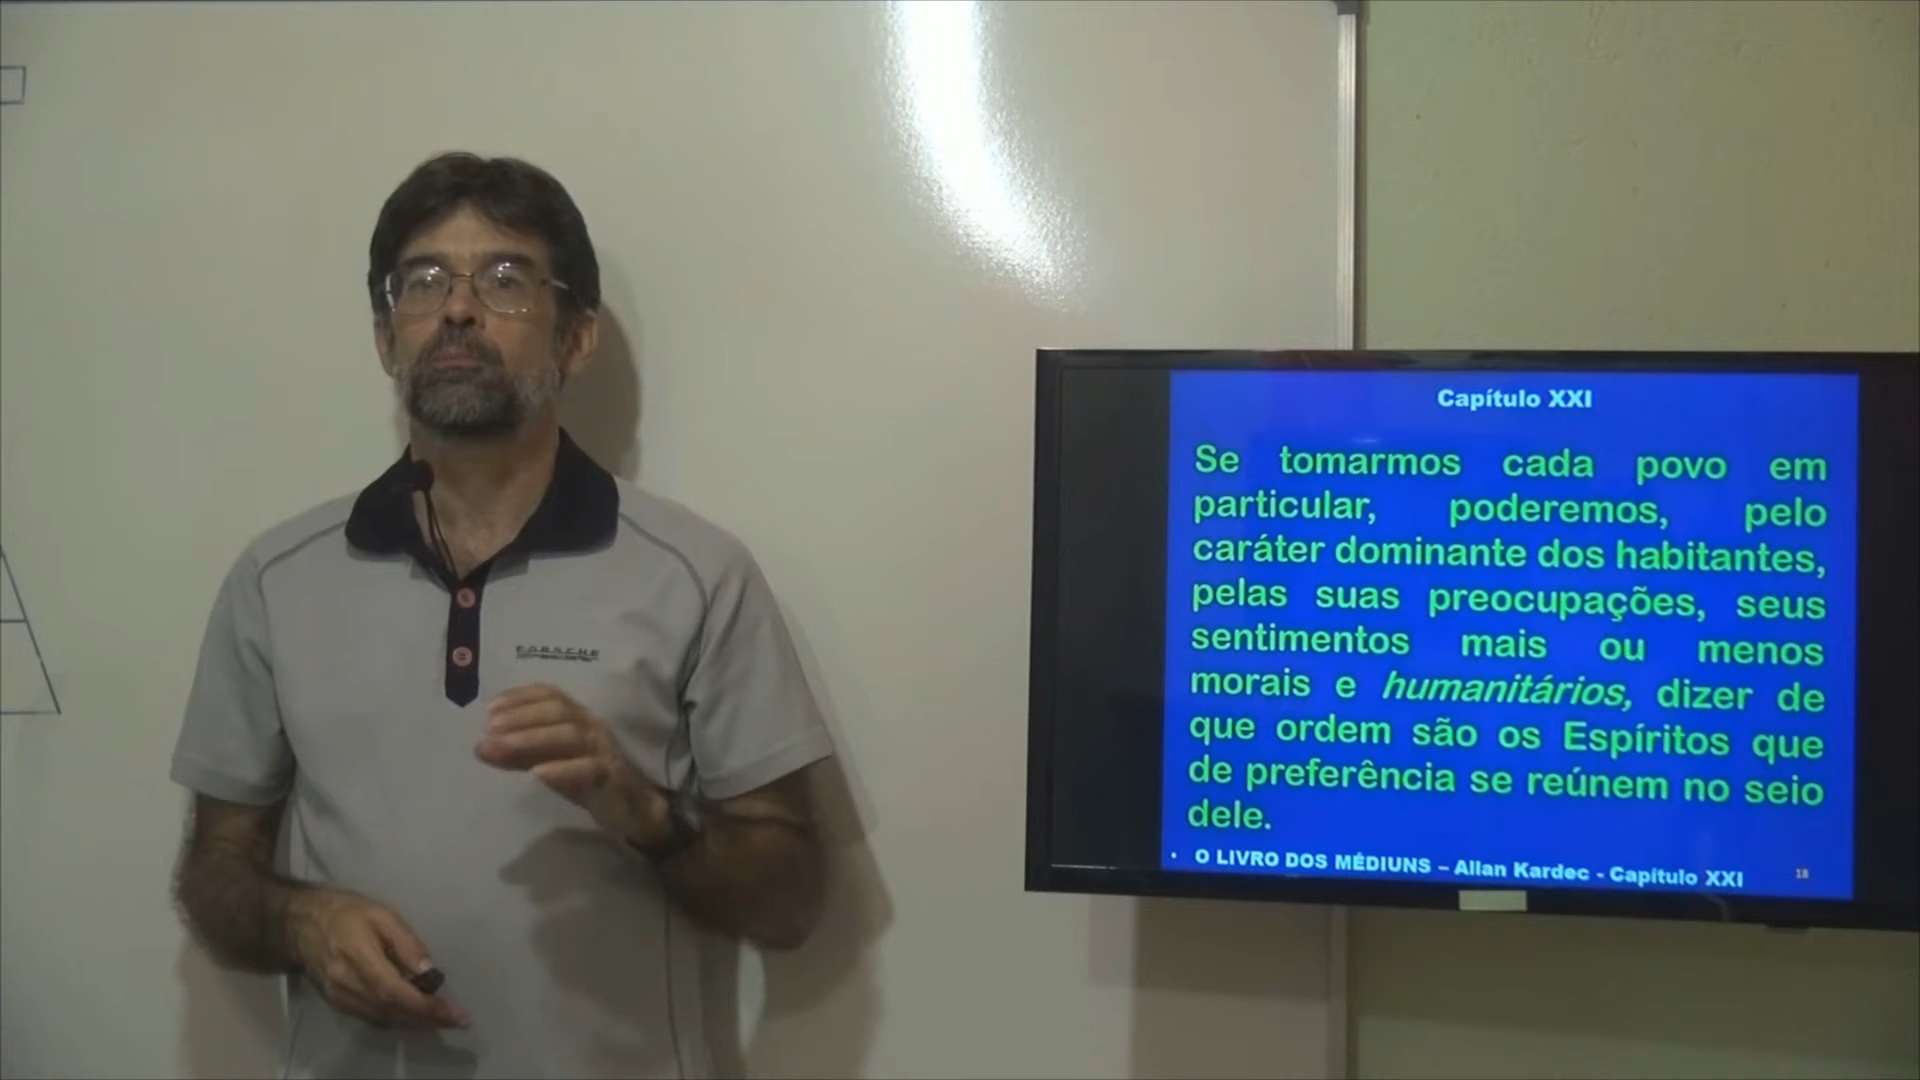 Capítulo XXI
Se tomarmos cada povo em
particular, poderemos, pelo
caráter dominante dos habitantes,
pelas suas preocupações, seus
sentimentos mais ou menos
morais e humanitários, dizer de
que ordem são os Espíritos que
de preferência se reúnem no seio
dele.
• O LIVRO DOS MÉDIUNS – Allan Kardec - Capítulo XXI
18
PORSCHE